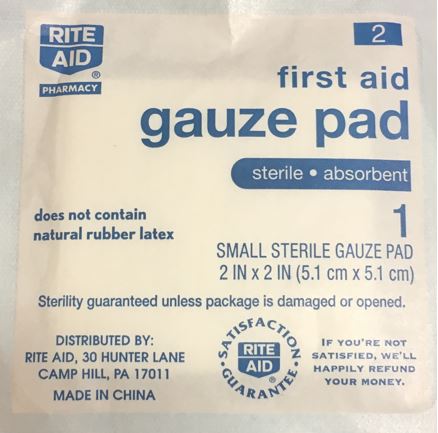 RITE
AID
®
PHARMACY
2
first aid
gauze pad
sterile • absorbent
does not contain
natural rubber latex
1
SMALL STERILE GAUZE PAD
2 IN x 2 IN (5.1 cm x 5.1 cm)
Sterility guaranteed unless package is damaged or opened.
DISTRIBUTED BY:
RITE AID, 30 HUNTER LANE
CAMP HILL, PA 17011
MADE IN CHINA
SATISFACTION
RITE
AID
®
• GUARANTEE •
IF YOU'RE NOT
SATISFIED, WE'LL
HAPPILY REFUND
YOUR MONEY.